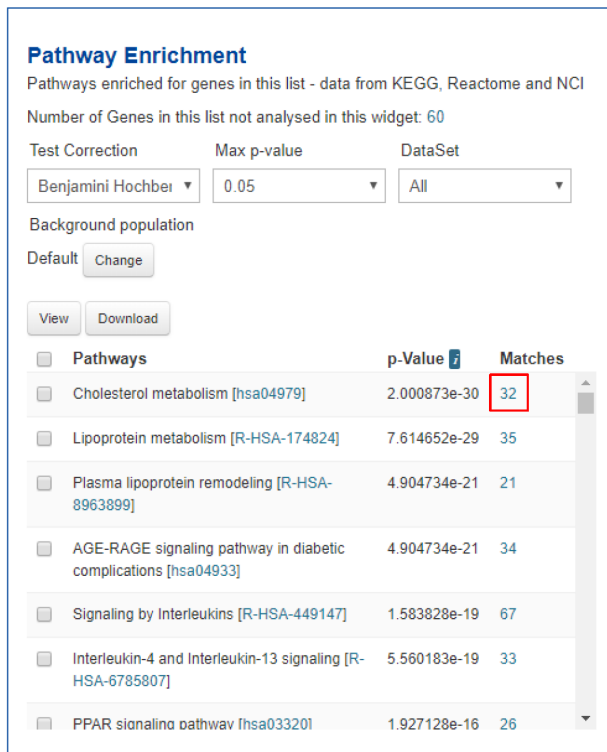 Pathway Enrichment
Pathways enriched for genes in this list - data from KEGG, Reactome and NCI
Number of Genes in this list not analysed in this widget: 60
Test Correction Max p-value DataSet
Benjamini Hochber 0.05 All
Background population
Default Change
View Download
Pathways p-Value i Matches
Cholesterol metabolism [hsa04979] 2.000873e-30 32
Lipoprotein metabolism [R-HSA-174824] 7.614652e-29 35
Plasma lipoprotein remodeling [R-HSA- 4.904734e-21 21
8963899]
AGE-RAGE signaling pathway in diabetic 4.904734e-21 34
complications [hsa04933]
Signaling by Interleukins [R-HSA-449147] 1.583828e-19 67
Interleukin-4 and Interleukin-13 signaling [R- 5.560183e-19 33
HSA-6785807]
PPAR signaling pathway [hsa03320] 1.927128e-16 26